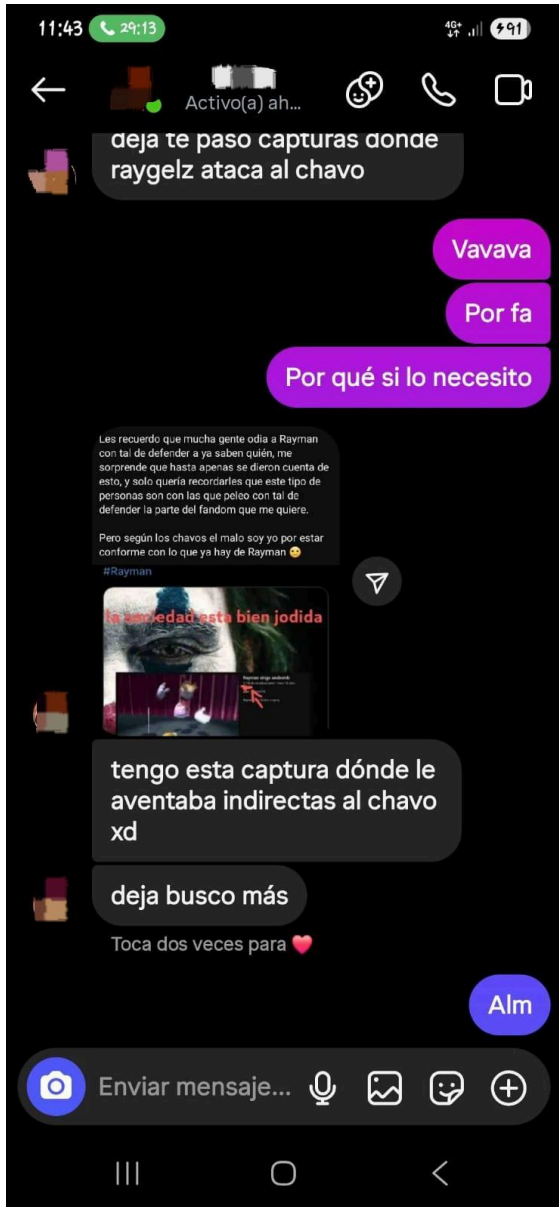 11:43
29:13
4G+
91
Activo(a) ah...
deja te paso capturas donde
raygelz ataca al chavo
Vavava
Por fa
Por qué si lo necesito
Les recuerdo que mucha gente odia a Rayman
con tal de defender a ya saben quién, me
sorprende que hasta apenas se dieron cuenta de
esto, y solo quería recordarles que este tipo de
personas son con las que peleo con tal de
defender la parte del fandom que me quiere.
Pero según los chavos el malo soy yo por estar
conforme con lo que ya hay de Rayman
#Rayman
la sociedad esta bien jodida
tengo esta captura dónde le
aventaba indirectas al chavo
xd
deja busco más
Toca dos veces para
Alm
Enviar mensaje...